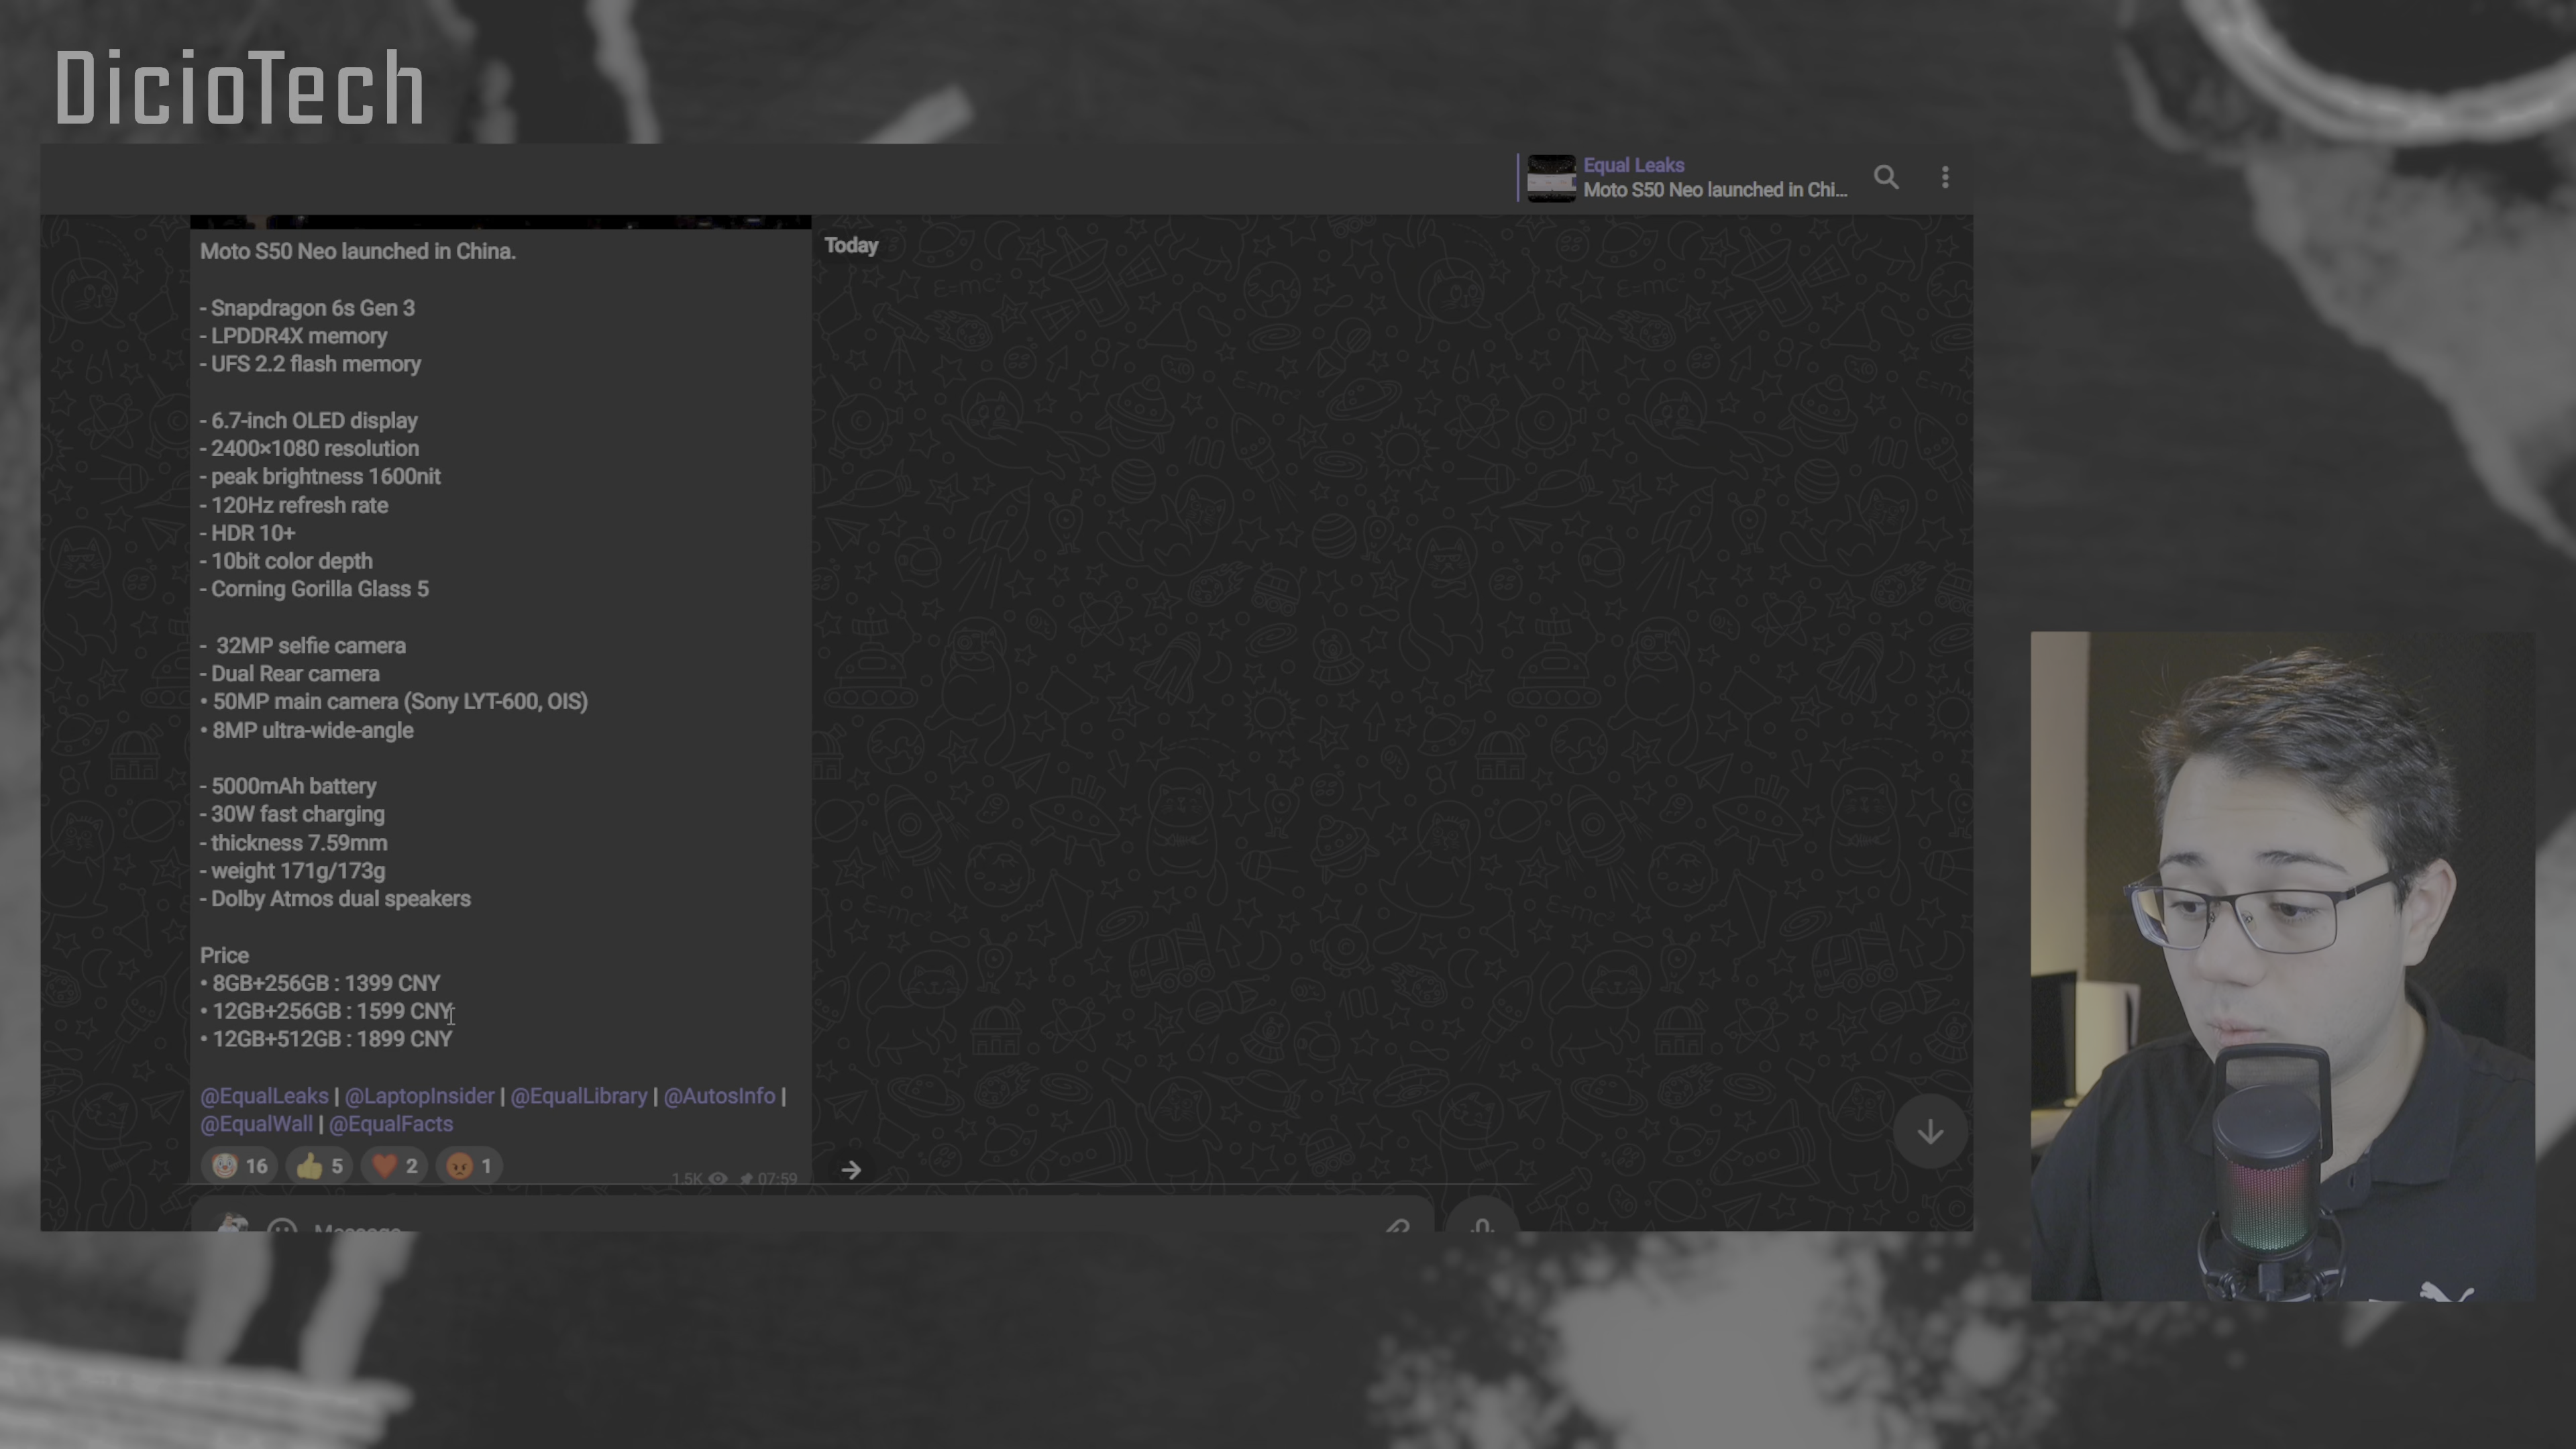 DicioTech
Equal Leaks
Moto S50 Neo launched in Chi...
Moto S50 Neo launched in China.
Today
- Snapdragon 6s Gen 3
- LPDDR4X memory
- UFS 2.2 flash memory
- 6.7-inch OLED display
- 2400×1080 resolution
- peak brightness 1600nit
- 120Hz refresh rate
- HDR 10+
- 10bit color depth
- Corning Gorilla Glass 5
- 32MP selfie camera
- Dual Rear camera
• 50MP main camera (Sony LYT-600, OIS)
• 8MP ultra-wide-angle
- 5000mAh battery
- 30W fast charging
- thickness 7.59mm
- weight 171g/173g
- Dolby Atmos dual speakers
Price
• 8GB+256GB : 1399 CNY
• 12GB+256GB : 1599 CNY
• 12GB+512GB : 1899 CNY
@EqualLeaks | @LaptopInsider | @EqualLibrary | @AutosInfo |
@EqualWall | @EqualFacts
16 5 2 1
1.5K 07:59
Message